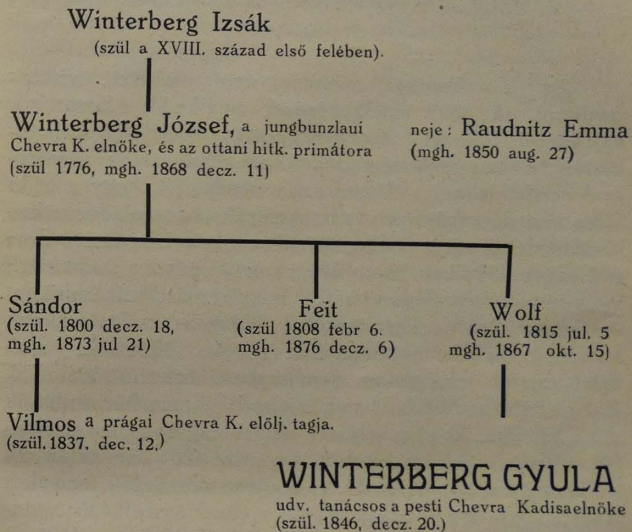 Winterberg Izsák
(szül a XVIII. század első felében).
Winterberg József, a jungbunzlaui
Chevra K. elnöke, és az ottani hitk. primátora
(szül 1776, mgh. 1868 decz. 11)
neje: Raudnitz Emma
(mgh. 1850 aug. 27)
Sándor
(szül. 1800 decz. 18,
mgh. 1873 jul 21)
Feit
(szül 1808 febr 6.
mgh. 1876 decz. 6)
Wolf
(szül. 1815 jul. 5
mgh. 1867 okt. 15)
Vilmos a prágai Chevra K. előlj. tagja.
(szül. 1837, dec. 12,)
WINTERBERG GYULA
udv. tanácsos a pesti Chevra Kadisaelnöke
(szül. 1846, decz. 20.)